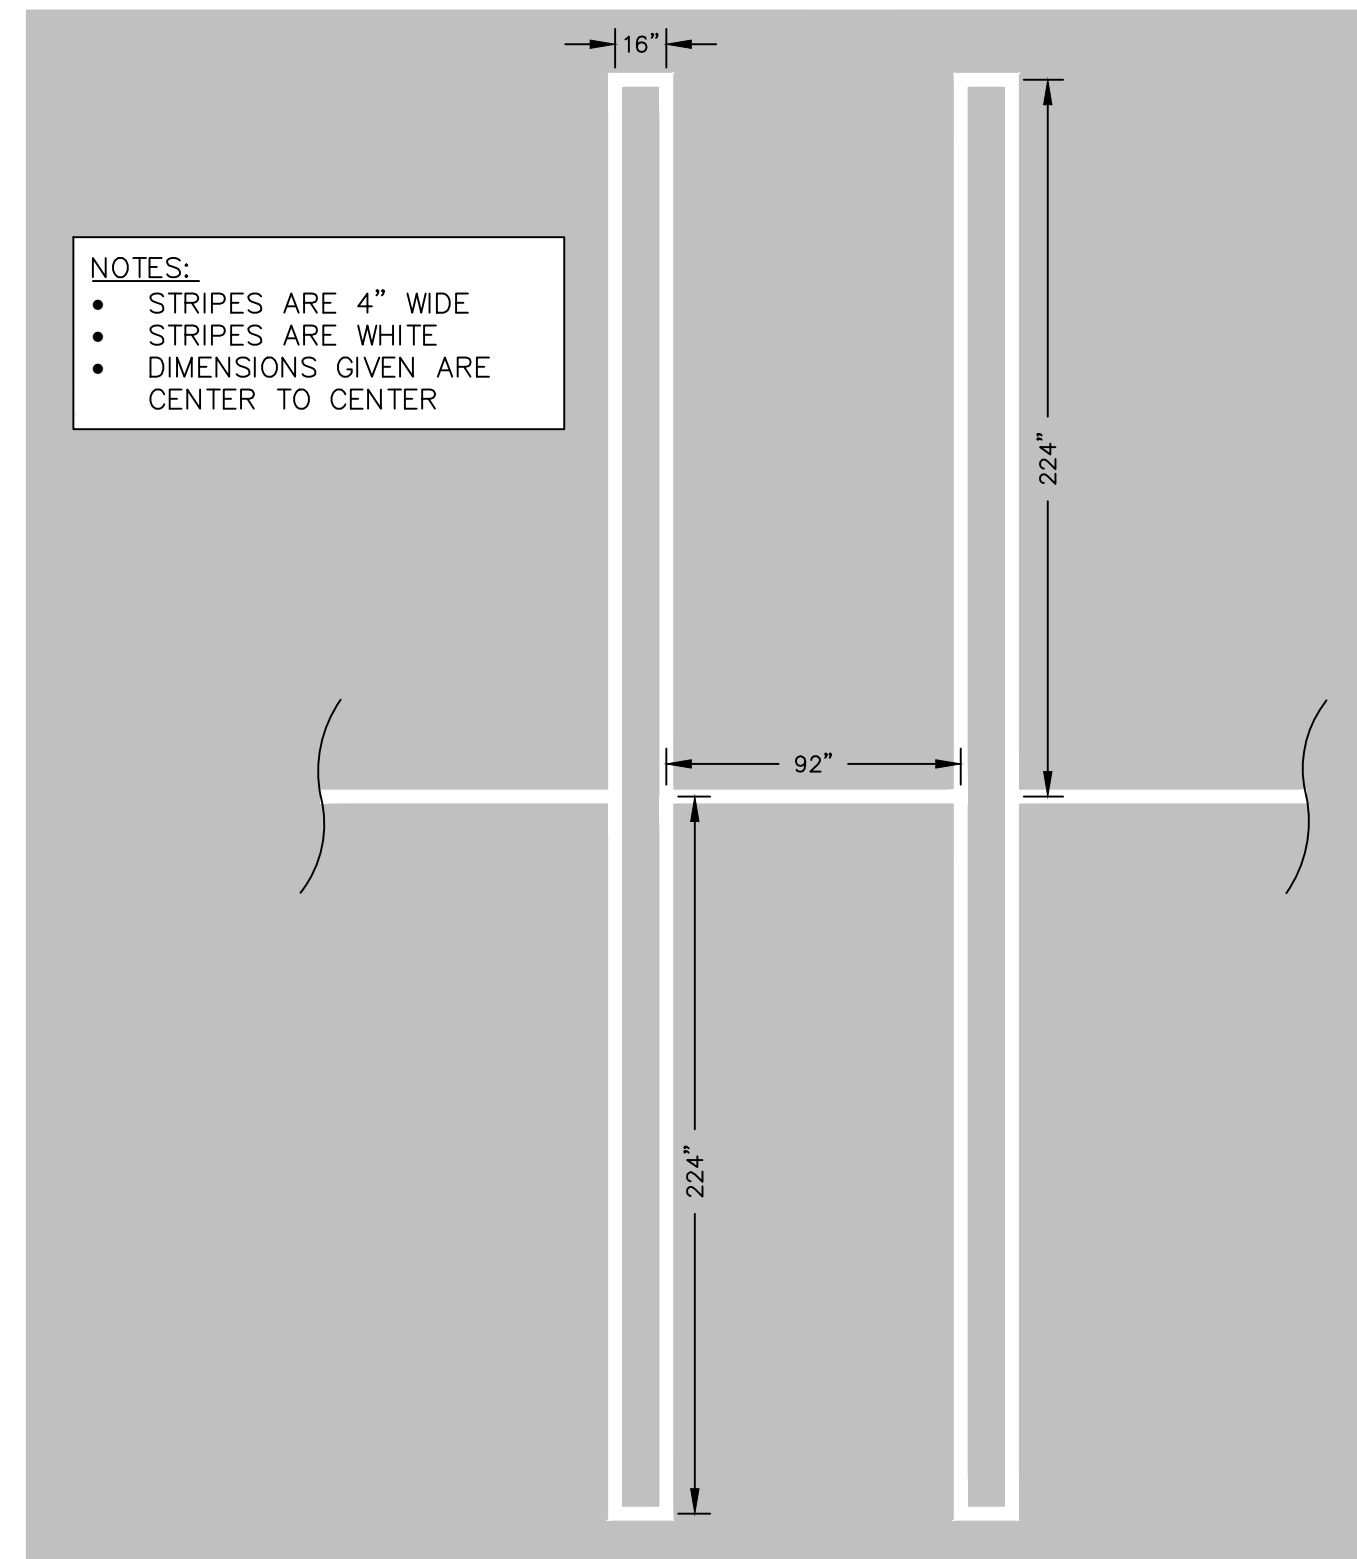 16”
NOTES:
• STRIPES ARE 4” WIDE
• STRIPES ARE WHITE
• DIMENSIONS GIVEN ARE
CENTER TO CENTER
224”
92”
224”